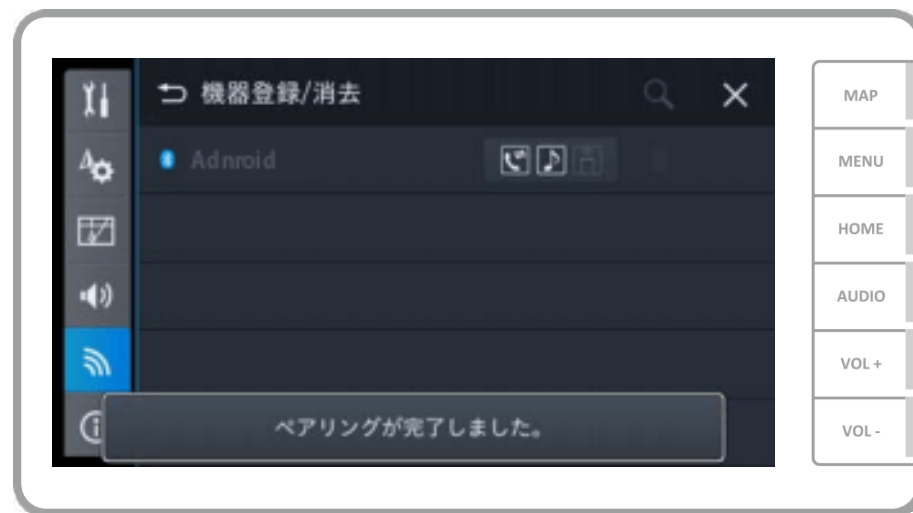 機器登録/消去
Adnroid
ペアリングが完了しました。
MAP
MENU
HOME
AUDIO
VOL +
VOL -